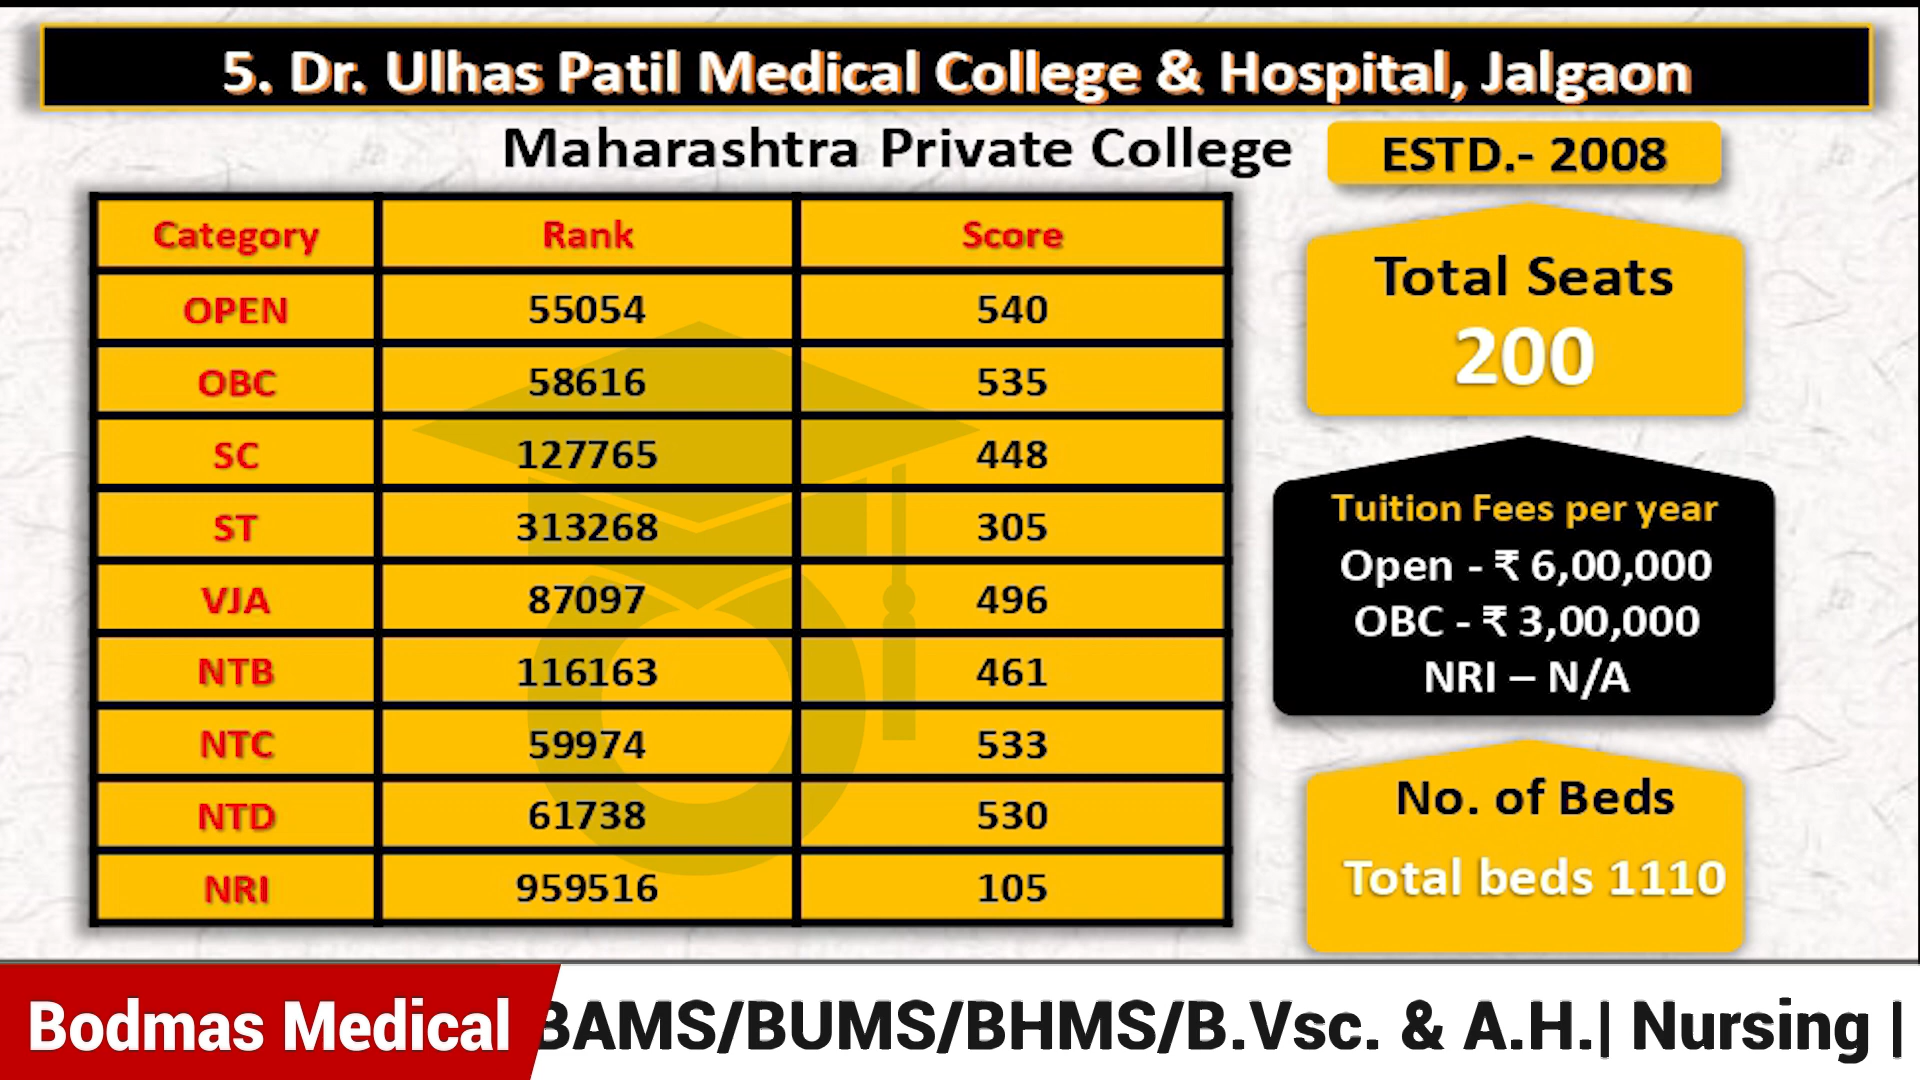 5. Dr. Ulhas Patil Medical College & Hospital, Jalgaon
Maharashtra Private College
ESTD.- 2008
Category Rank Score
OPEN 55054 540
OBC 58616 535
SC 127765 448
ST 313268 305
VJA 87097 496
NTB 116163 461
NTC 59974 533
NTD 61738 530
NRI 959516 105
Total Seats
200
Tuition Fees per year
Open - ₹ 6,00,000
OBC - ₹ 3,00,000
NRI – N/A
No. of Beds
Total beds 1110
Bodmas Medical BAMS/BUMS/BHMS/B.Vsc. & A.H.| Nursing |